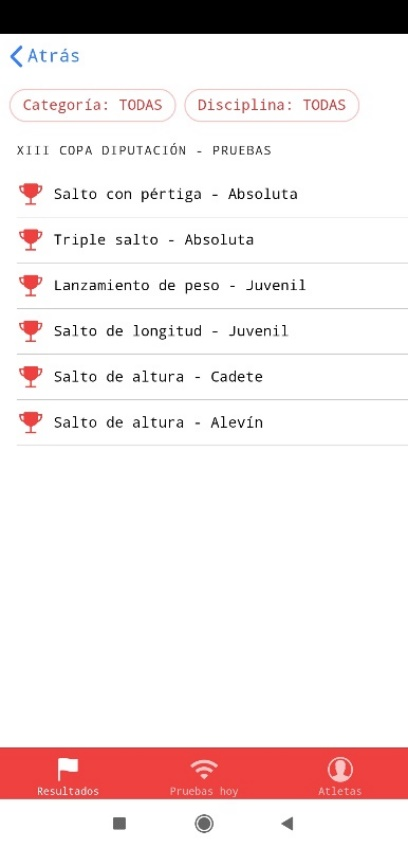 Atrás
Categoría: TODAS Disciplina: TODAS
XIII COPA DIPUTACIÓN - PRUEBAS
Salto con pértiga - Absoluta
Triple salto - Absoluta
Lanzamiento de peso - Juvenil
Salto de longitud - Juvenil
Salto de altura - Cadete
Salto de altura - Alevín
Resultados Pruebas hoy Atletas